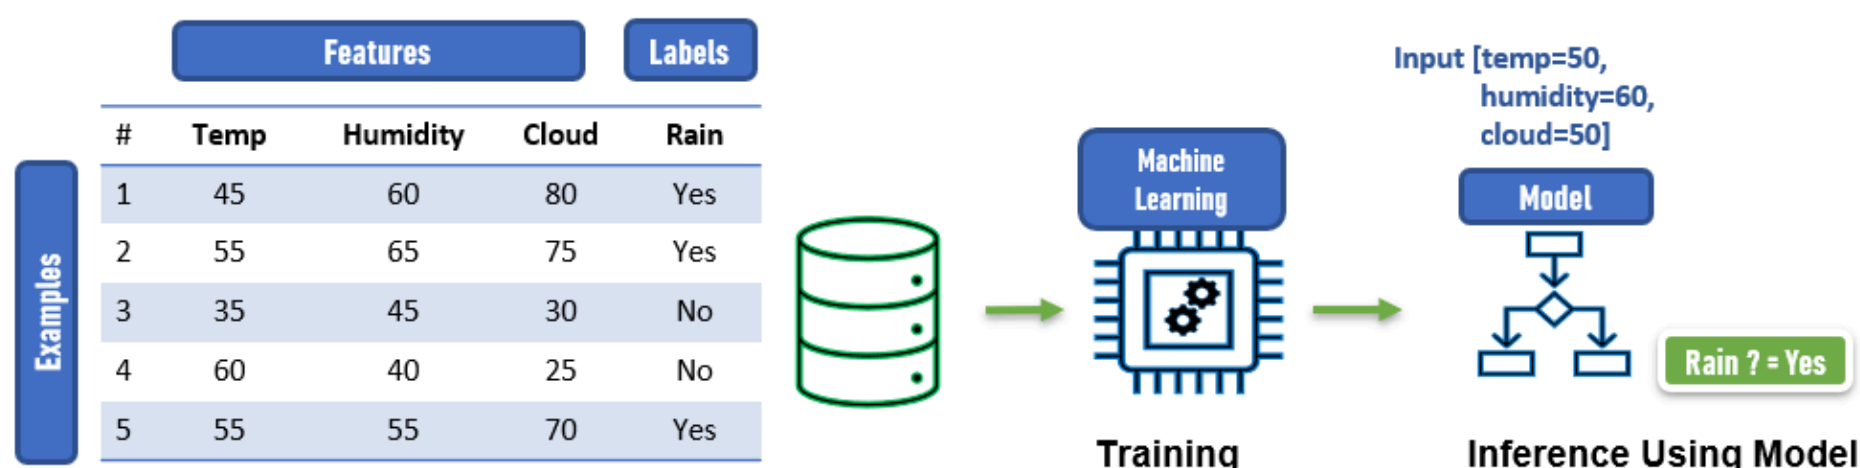 Features Labels
# Temp Humidity Cloud Rain
1 45 60 80 Yes
2 55 65 75 Yes
3 35 45 30 No
4 60 40 25 No
5 55 55 70 Yes
Examples
Machine
Learning
Training
Input [temp=50,
humidity=60,
cloud=50]
Model
Rain ? = Yes
Inference Using Model